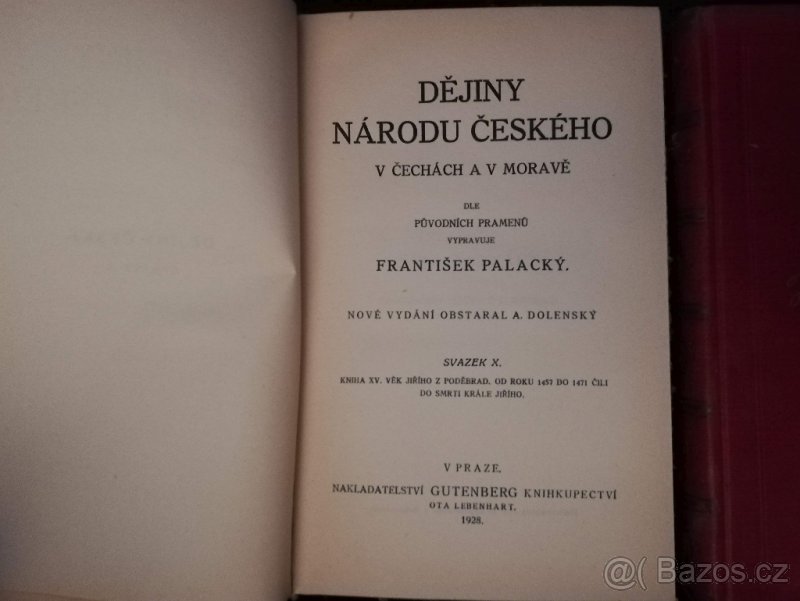 DĚJINY
NÁRODU ČESKÉHO
V ČECHÁCH A V MORAVĚ
DLE
PŮVODNÍCH PRAMENŮ
VYPRAVUJE
FRANTIŠEK PALACKÝ.
NOVÉ VYDÁNÍ OBSTARAL A. DOLENSKÝ
SVAZEK X.
KNIHA XV. VĚK JIŘÍHO Z PODĚBRAD, OD ROKU 1457 DO 1471 ČILI
DO SMRTI KRÁLE JIŘÍHO.
V PRAZE.
NAKLADATELSTVÍ GUTENBERG KNIHKUPECTVÍ
OTA LEBENHART.
1928.
@( Bazos.cz